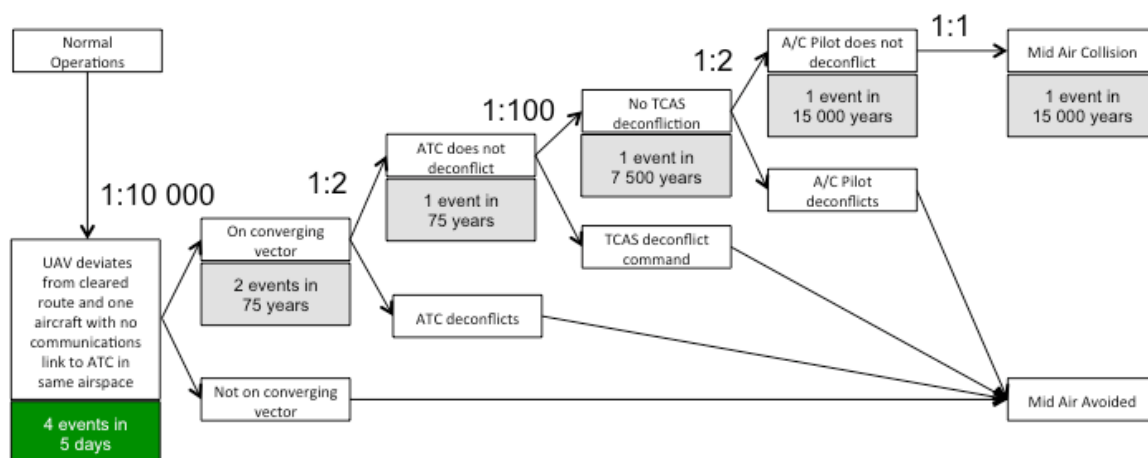 Normal
Operations
1:10 000
UAV deviates
from cleared
route and one
aircraft with no
communications
link to ATC in
same airspace
4 events in
5 days
On converging
vector
2 events in
75 years
Not on converging
vector
1:2
ATC does not
deconflict
1 event in
75 years
ATC deconflicts
1:100
No TCAS
deconfliction
1 event in
7 500 years
TCAS deconflict
command
1:2
A/C Pilot does not
deconflict
1 event in
15 000 years
A/C Pilot
deconflicts
1:1
Mid Air Collision
1 event in
15 000 years
Mid Air Avoided